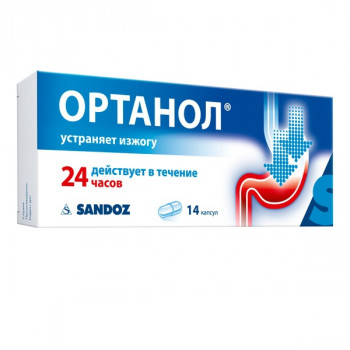 ОРТАНОЛ®
устраняет изжогу
24 действует в течение
часов
SANDOZ 14 капсул
S